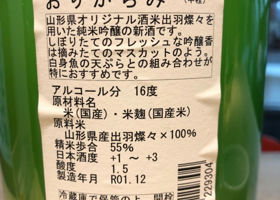 おりがらみ
山形県オリジナル酒米出羽燦々を
用いた純米吟醸の新酒です。
しぼりたてのフレッシュな吟醸香
は摘みたてのマスカットのよう。
白身魚の天ぷらとの組み合わせが
特におすすめです。
アルコール分 16度
原材料名
米(国産)・米麹(国産米)
原料米
山形県産出羽燦々×100%
精米歩合 55%
日本酒度 +1 ~ +3
酸度 1.5
製造年月 R01.12
冷蔵庫で保管の上、開栓
229304